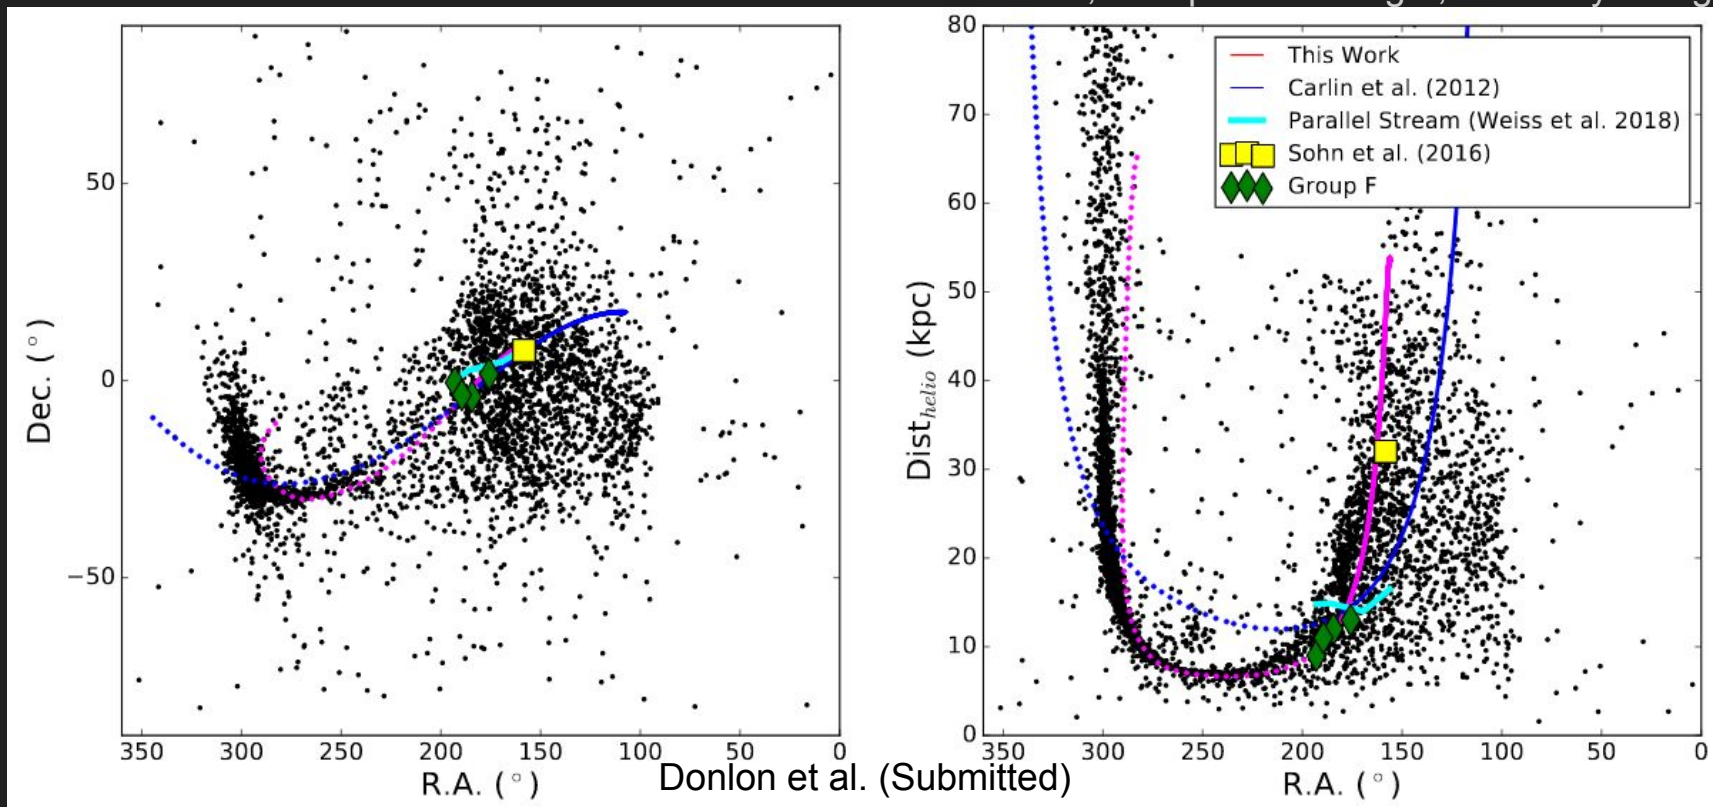 50
0
−50
350 300 250 200 150 100 50 0
Dec. (°)
R.A. (°)
80
70
60
50
40
30
20
10
0
350 300 250 200 150 100 50 0
Dist_helio (kpc)
R.A. (°)
This Work
Carlin et al. (2012)
Parallel Stream (Weiss et al. 2018)
Sohn et al. (2016)
Group F
Donlon et al. (Submitted)